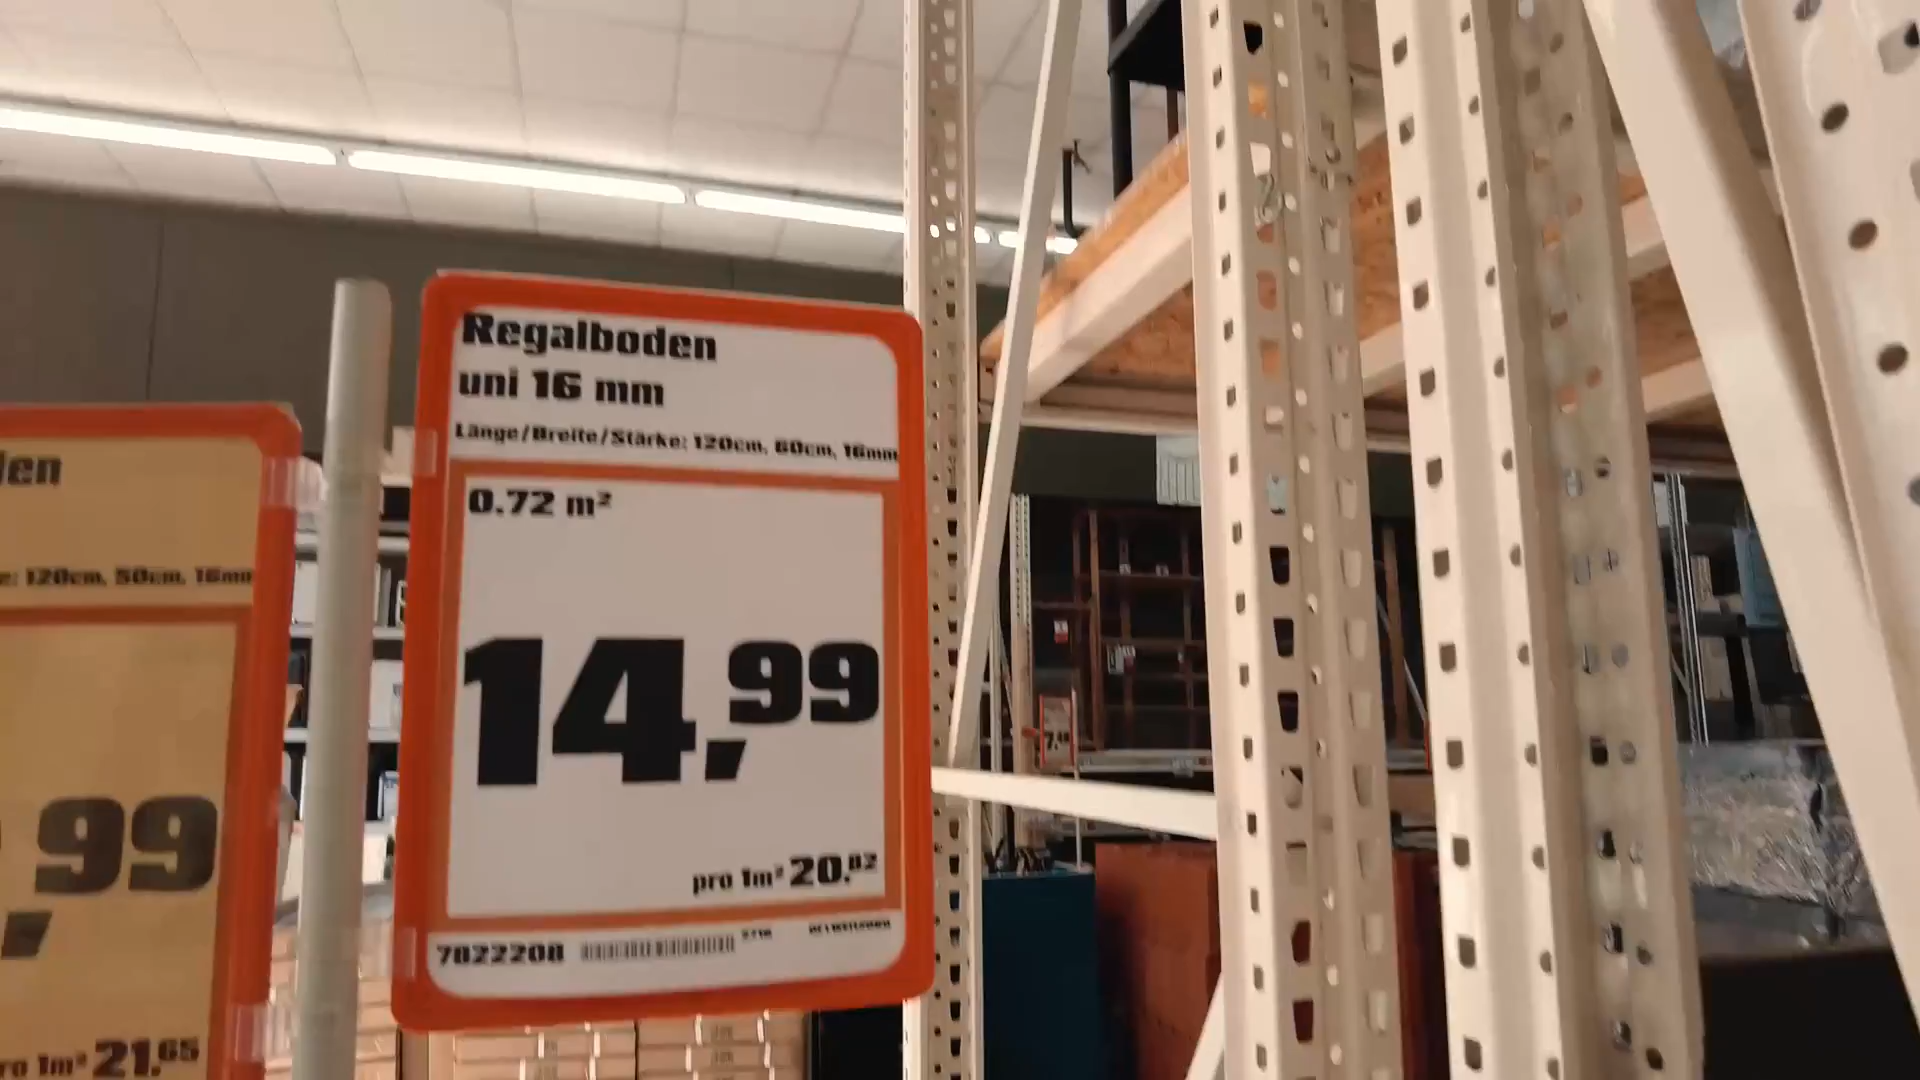 Regalboden
uni 16 mm
Länge/Breite/Stärke: 120cm, 60cm, 16mm
0.72 m²
14,99
pro 1m² 20.82
7022208
120cm, 50cm, 16mm
,99
1m² 21.65